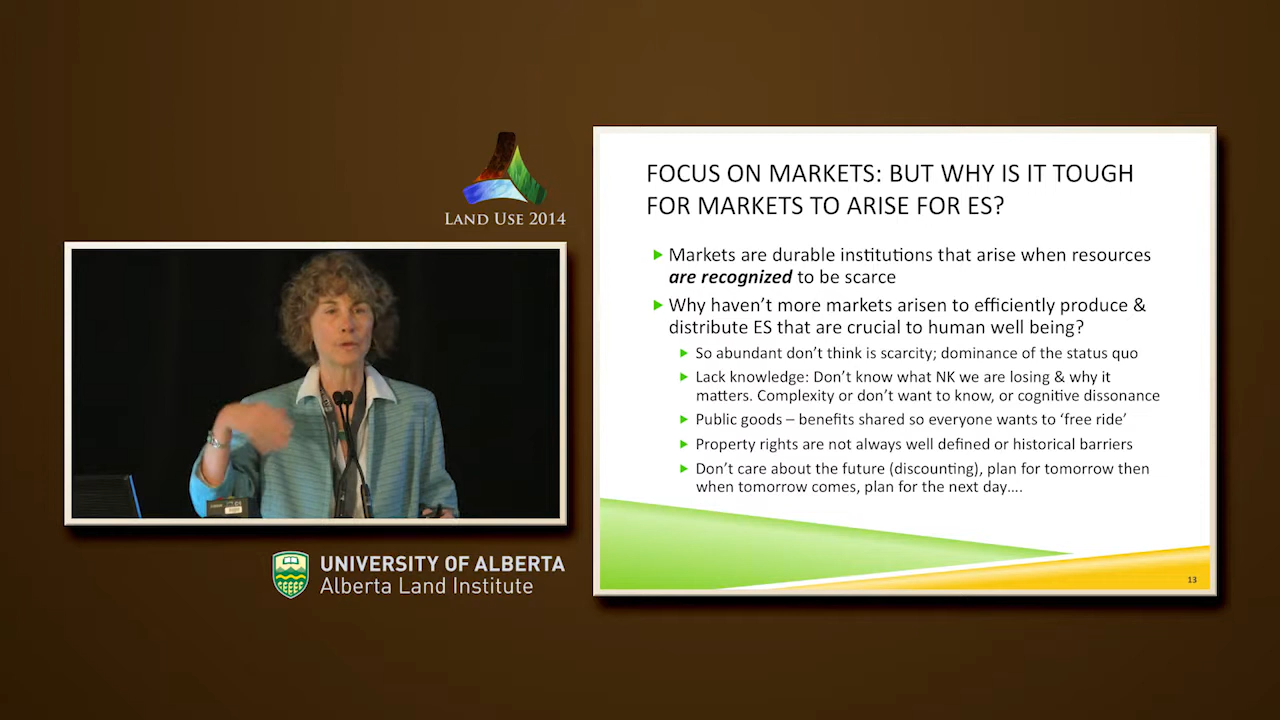 LAND USE 2014
UNIVERSITY OF ALBERTA
Alberta Land Institute
FOCUS ON MARKETS: BUT WHY IS IT TOUGH
FOR MARKETS TO ARISE FOR ES?
Markets are durable institutions that arise when resources
are recognized to be scarce
Why haven't more markets arisen to efficiently produce &
distribute ES that are crucial to human well being?
So abundant don't think is scarcity; dominance of the status quo
Lack knowledge: Don't know what NK we are losing & why it
matters. Complexity or don't want to know, or cognitive dissonance
Public goods – benefits shared so everyone wants to 'free ride'
Property rights are not always well defined or historical barriers
Don't care about the future (discounting), plan for tomorrow then
when tomorrow comes, plan for the next day....
13